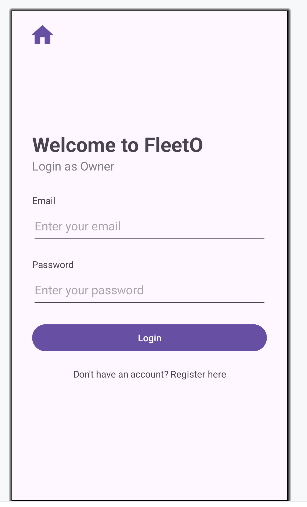 Welcome to FleetO
Login as Owner
Email
Enter your email
Password
Enter your password
Login
Don't have an account? Register here